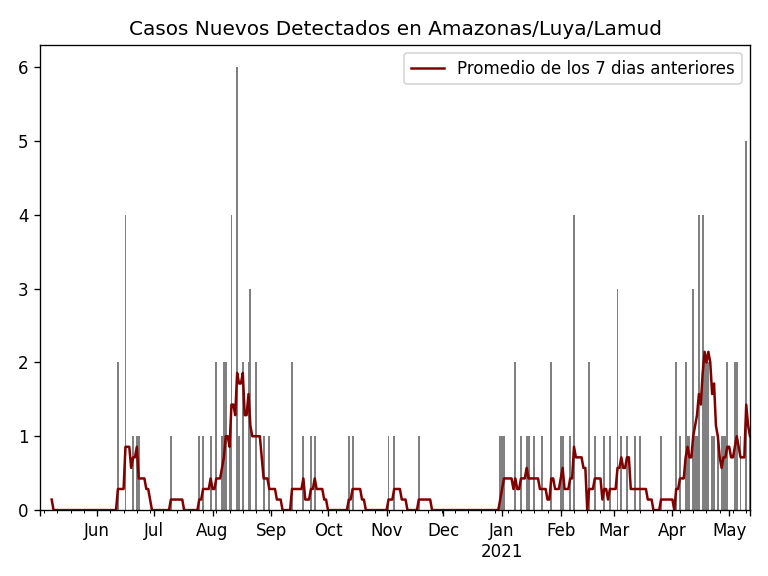 Casos Nuevos Detectados en Amazonas/Luya/Lamud
Promedio de los 7 dias anteriores
6
5
4
3
2
1
0
Jun Jul Aug Sep Oct Nov Dec Jan Feb Mar Apr May
2021